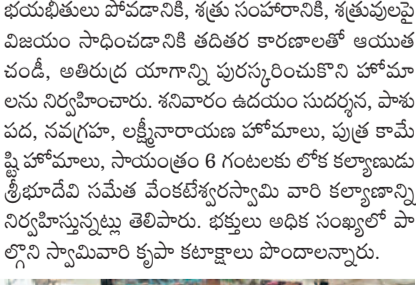 భయభీతులు పోవడానికి, శత్రు సంహారానికి, శత్రువులపై
విజయం సాధించడానికి తదితర కారణాలతో ఆయుత
చండీ, అతిరుద్ర యాగాన్ని పురస్కరించుకొని హోమా
లను నిర్వహించారు. శనివారం ఉదయం సుదర్శన, పాశు
పద, నవగ్రహ, లక్ష్మీనారాయణ హోమాలు, పుత్ర కామే
ష్టి హోమాలు, సాయంత్రం 6 గంటలకు లోక కల్యాణుడు
శ్రీభూదేవి సమేత వేంకటేశ్వరస్వామి వారి కల్యాణాన్ని
నిర్వహిస్తున్నట్లు తెలిపారు. భక్తులు అధిక సంఖ్యలో పా
ల్గొని స్వామివారి కృపా కటాక్షాలు పొందాలన్నారు.